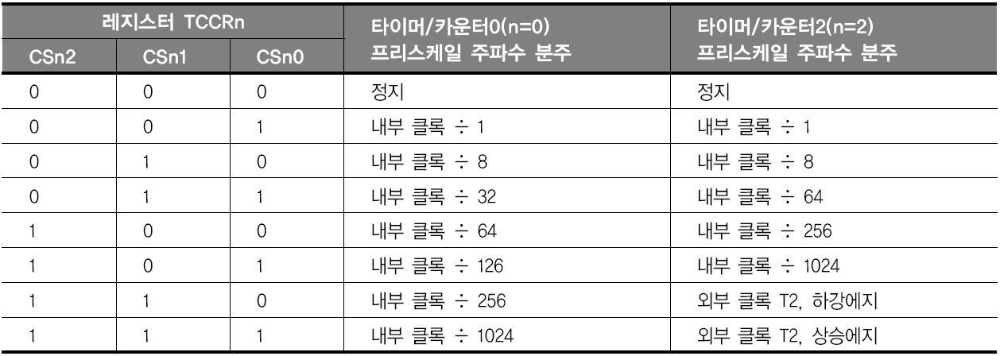 레지스터 TCCRn 타이머/카운터0(n=0) 타이머/카운터2(n=2)
CSn2 CSn1 CSn0 프리스케일 주파수 분주 프리스케일 주파수 분주
0 0 0 정지 정지
0 0 1 내부 클록 ÷ 1 내부 클록 ÷ 1
0 1 0 내부 클록 ÷ 8 내부 클록 ÷ 8
0 1 1 내부 클록 ÷ 32 내부 클록 ÷ 64
1 0 0 내부 클록 ÷ 64 내부 클록 ÷ 256
1 0 1 내부 클록 ÷ 126 내부 클록 ÷ 1024
1 1 0 내부 클록 ÷ 256 외부 클록 T2, 하강에지
1 1 1 내부 클록 ÷ 1024 외부 클록 T2, 상승에지